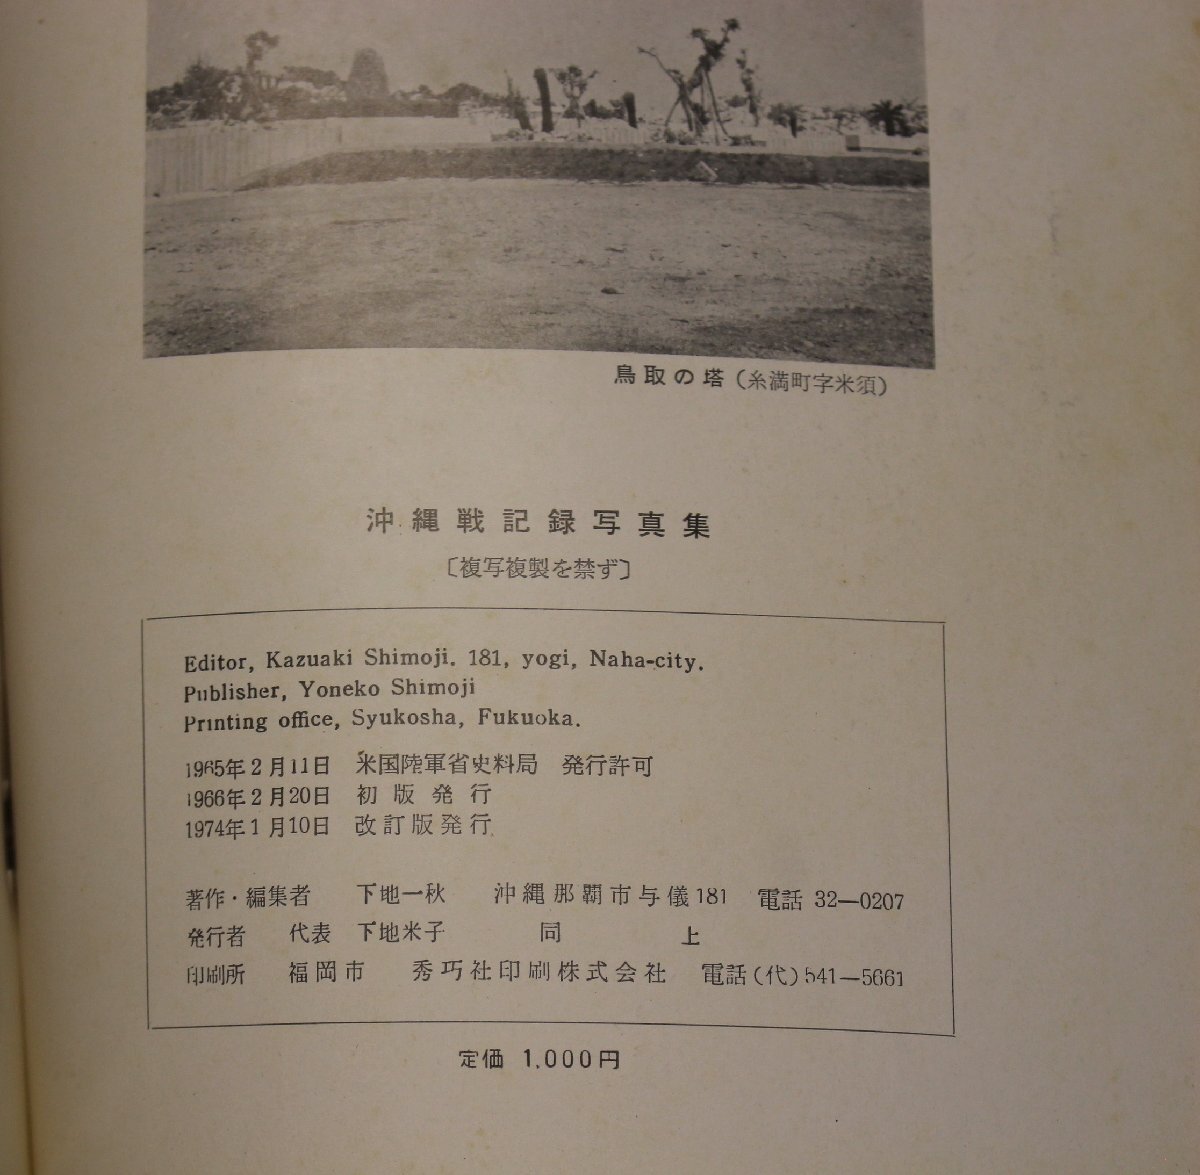 鳥取の塔(糸満町字米須)
沖縄戦記録写真集
〔複写複製を禁ず〕
Editor, Kazuaki Shimoji. 181, yogi, Naha-city.
Publisher, Yoneko Shimoji
Printing office, Syukosha, Fukuoka.
1965年2月11日 米国陸軍省史料局 発行許可
1966年2月20日 初版発行
1974年1月10日 改訂版発行
著作・編集者 下地一秋 沖縄那覇市与儀181 電話 32―0207
発行者 代表 下地米子 同 上
印刷所 福岡市 秀巧社印刷株式会社 電話(代)541―5661
定価 1,000円